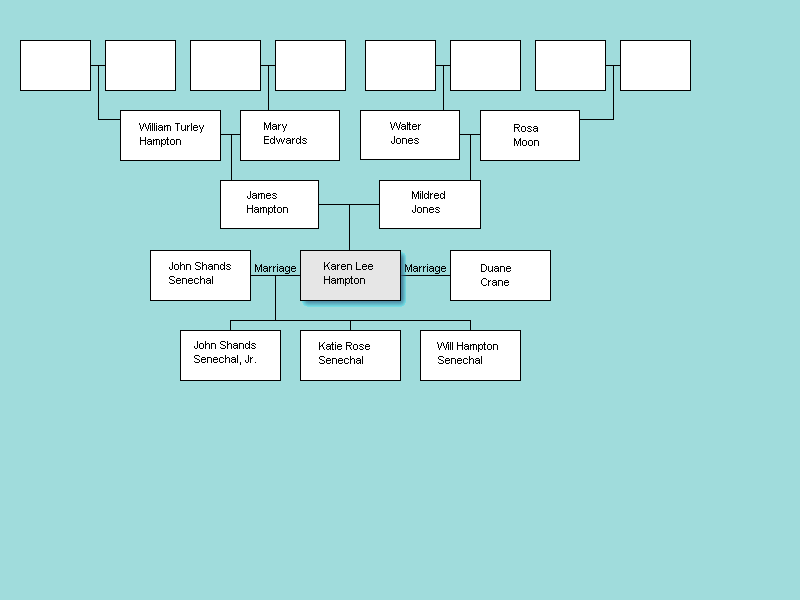 William Turley
Hampton
Mary
Edwards
Walter
Jones
Rosa
Moon
James
Hampton
Mildred
Jones
John Shands
Senechal
Marriage
Karen Lee
Hampton
Marriage
Duane
Crane
John Shands
Senechal, Jr.
Katie Rose
Senechal
Will Hampton
Senechal